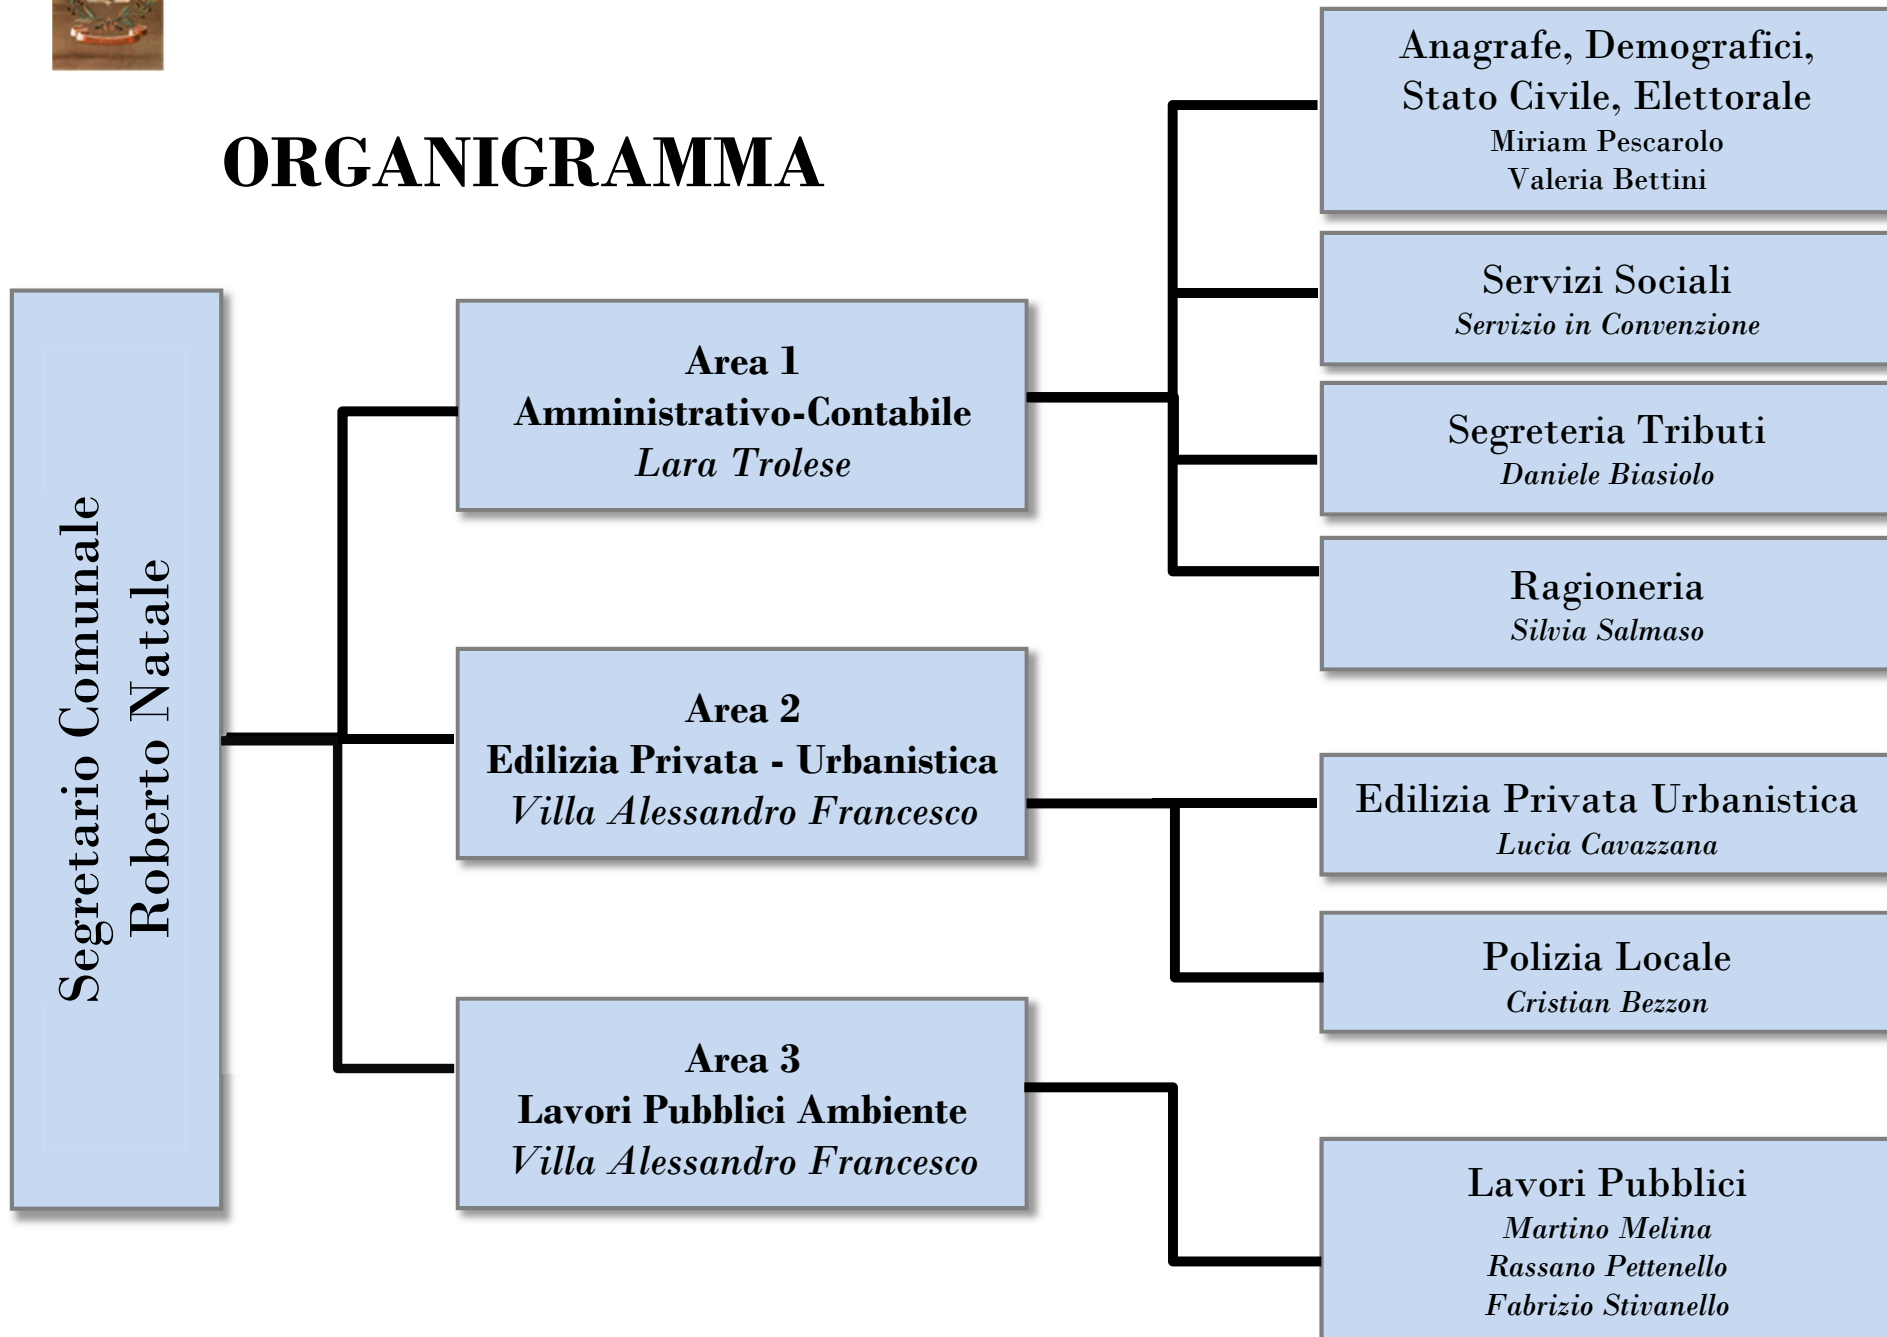 ORGANIGRAMMA
Segretario Comunale
Roberto Natale
Area 1
Amministrativo-Contabile
Lara Trolese
Anagrafe, Demografici,
Stato Civile, Elettorale
Miriam Pescarolo
Valeria Bettini
Servizi Sociali
Servizio in Convenzione
Segreteria Tributi
Daniele Biasiolo
Ragioneria
Silvia Salmaso
Area 2
Edilizia Privata - Urbanistica
Villa Alessandro Francesco
Edilizia Privata Urbanistica
Lucia Cavazzana
Polizia Locale
Cristian Bezzon
Area 3
Lavori Pubblici Ambiente
Villa Alessandro Francesco
Lavori Pubblici
Martino Melina
Rassano Pettenello
Fabrizio Stivanello